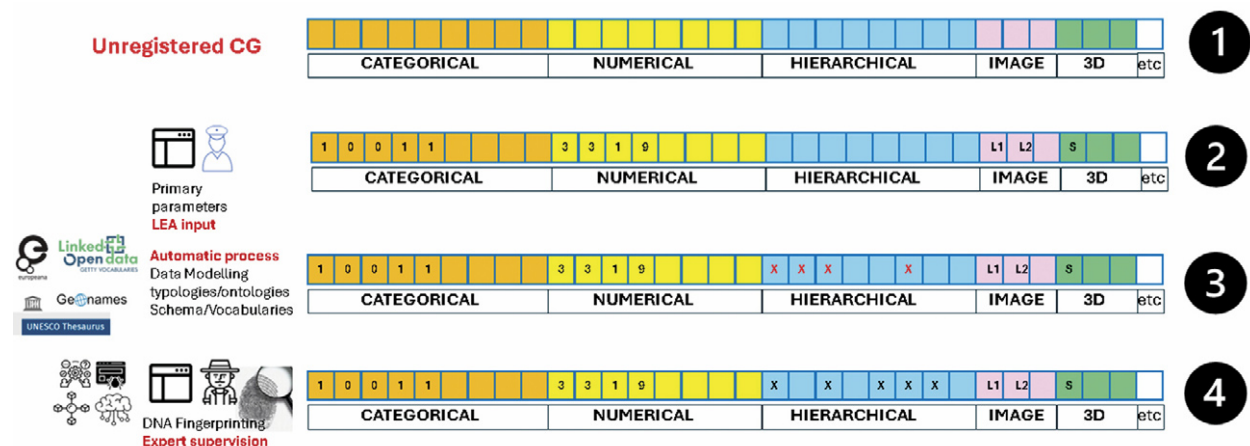 Unregistered CG
CATEGORICAL NUMERICAL HIERARCHICAL IMAGE 3D etc
1
1 0 0 1 1 3 3 1 9 L1 L2 S
CATEGORICAL NUMERICAL HIERARCHICAL IMAGE 3D etc
2
Primary
parameters
LEA input
europeana
Linked
Open data
GETTY VOCABULARIES
GeoNames
UNESCO Thesaurus
Automatic process
Data Modelling
typologies/ontologies
Schema/Vocabularies
1 0 0 1 1 3 3 1 9 X X X X L1 L2 S
CATEGORICAL NUMERICAL HIERARCHICAL IMAGE 3D etc
3
1 0 0 1 1 3 3 1 9 X X X X X L1 L2 S
CATEGORICAL NUMERICAL HIERARCHICAL IMAGE 3D etc
4
DNA Fingerprinting
Expert supervision